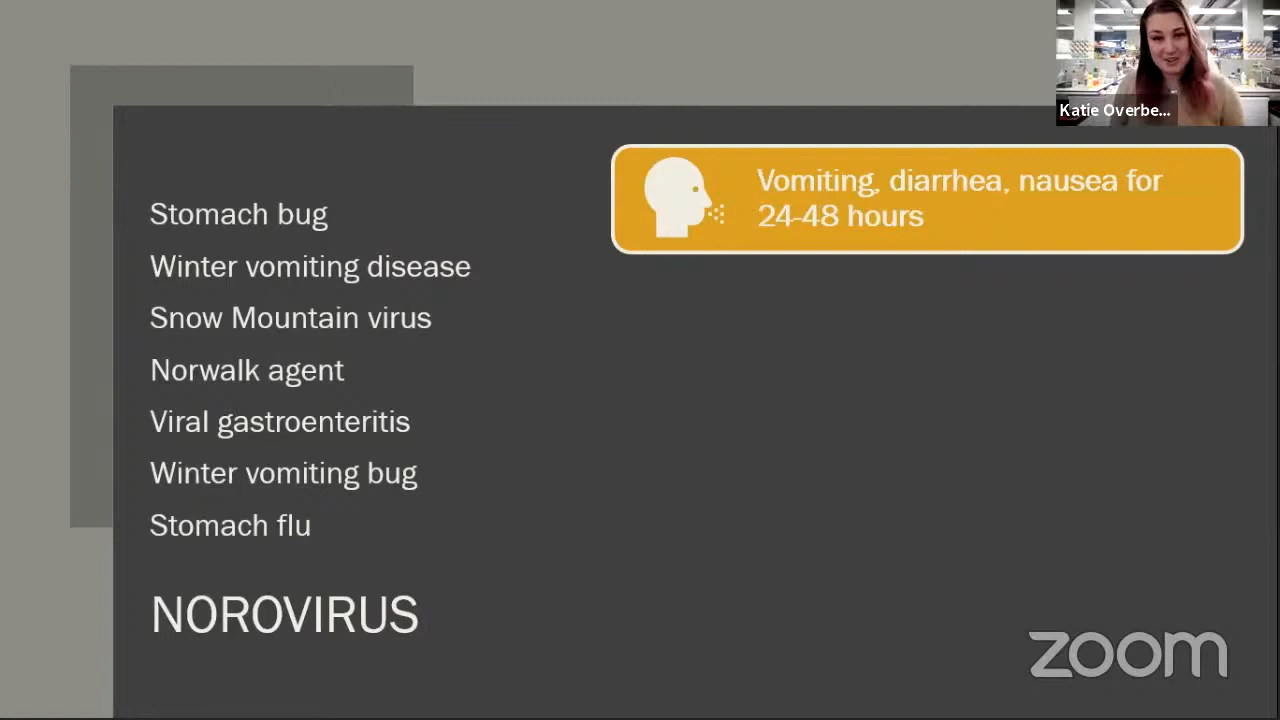 Katie Overbe...
Vomiting, diarrhea, nausea for
24-48 hours
Stomach bug
Winter vomiting disease
Snow Mountain virus
Norwalk agent
Viral gastroenteritis
Winter vomiting bug
Stomach flu
NOROVIRUS
zoom